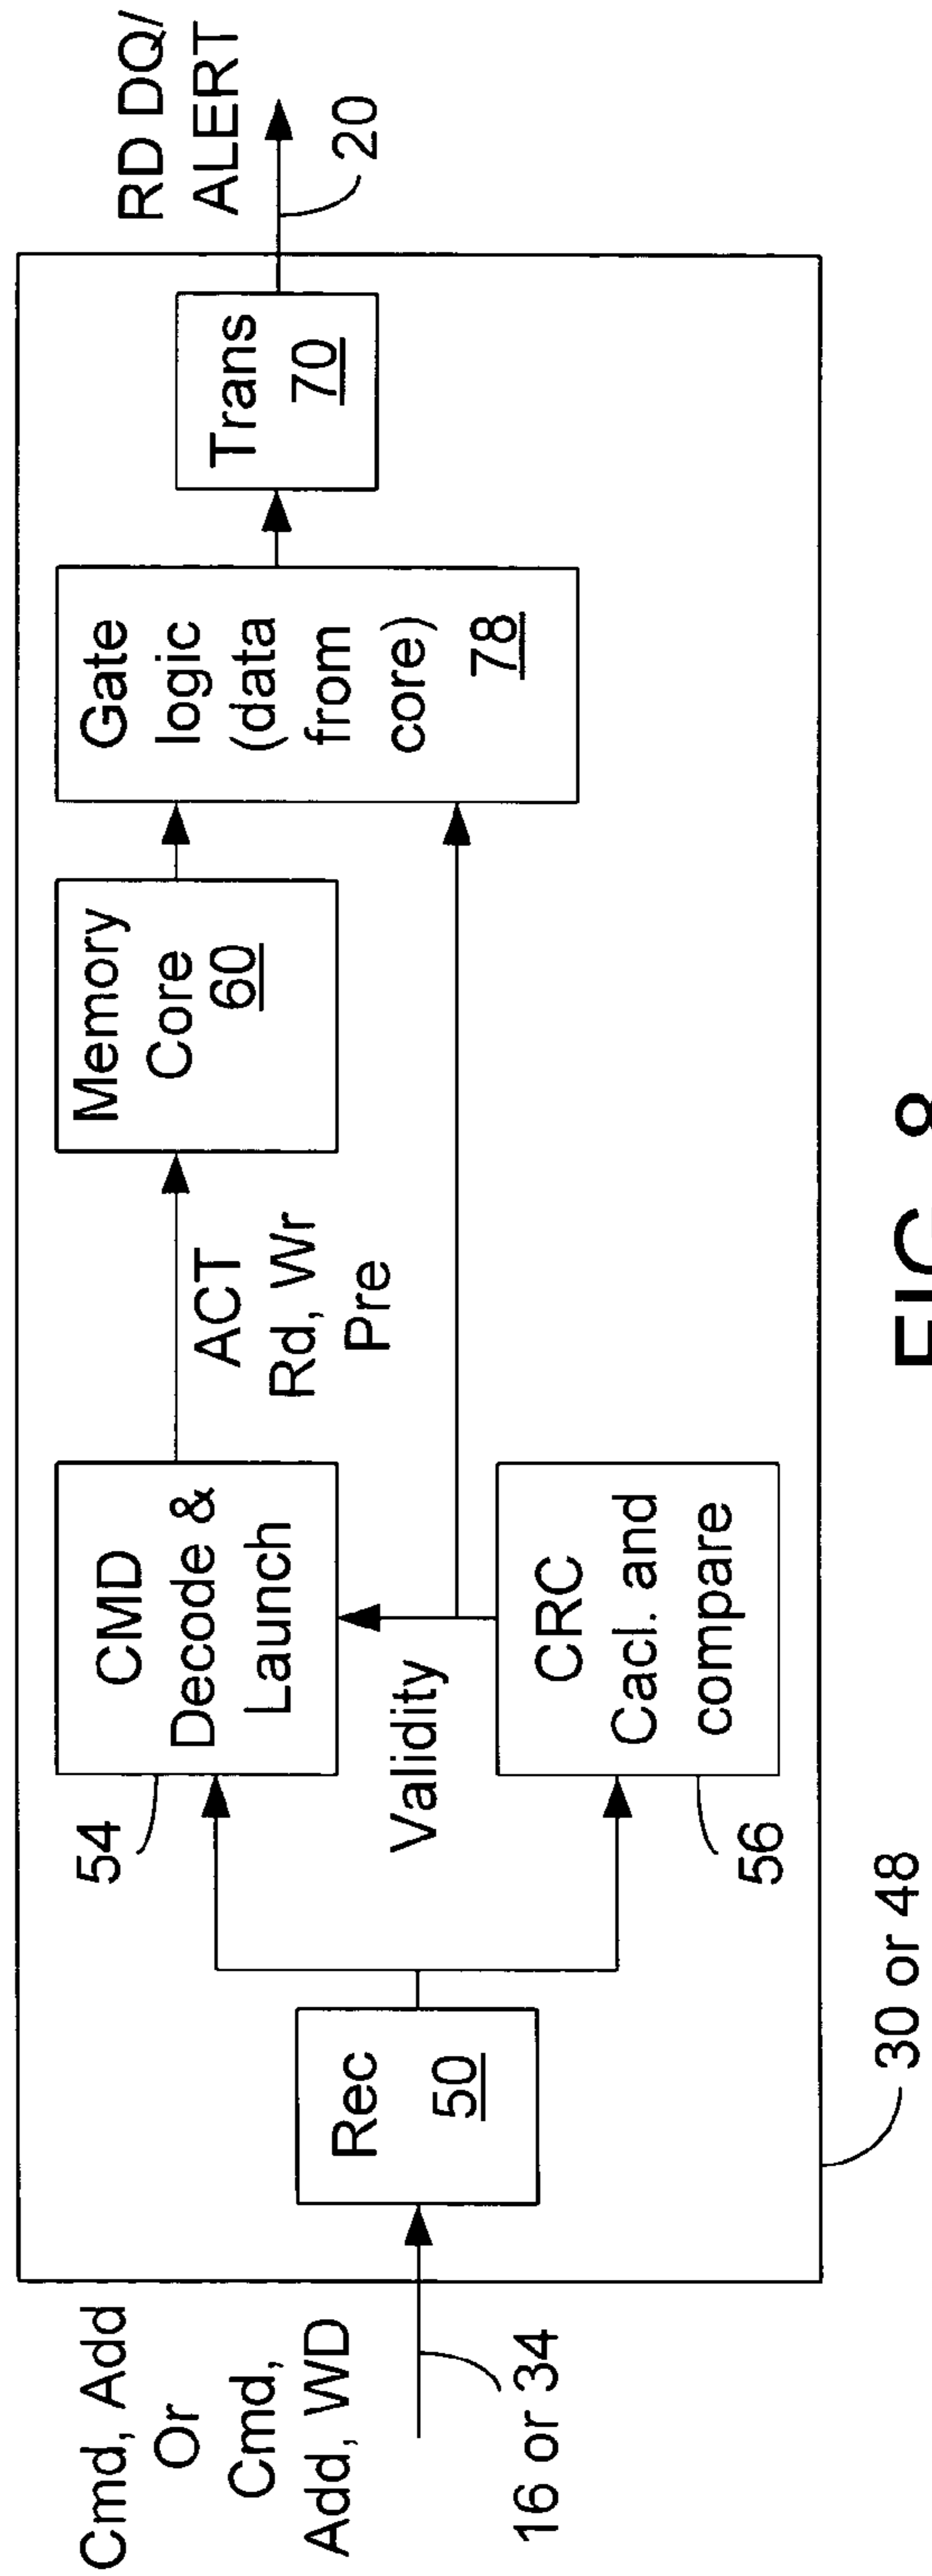 Cmd, Add
Or
Cmd,
Add, WD
16 or 34
Rec
50
54
CMD
Decode &
Launch
Validity
CRC
Cacl. and
compare
56
ACT
Rd, Wr
Pre
Memory
Core
60
Gate
logic
(data
from
core)
78
Trans
70
RD DQ/
ALERT
20
30 or 48
FIG. 8